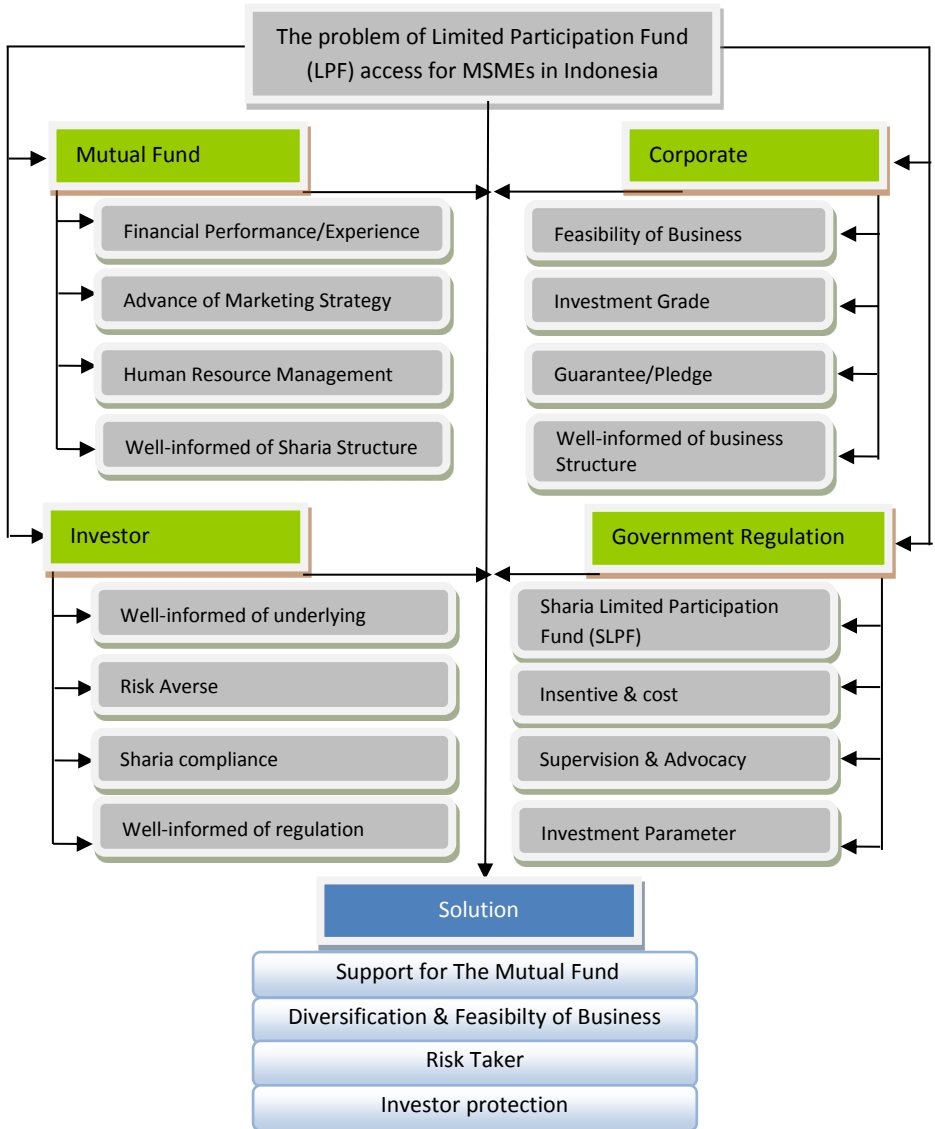 The problem of Limited Participation Fund
(LPF) access for MSMEs in Indonesia
Mutual Fund
Financial Performance/Experience
Advance of Marketing Strategy
Human Resource Management
Well-informed of Sharia Structure
Corporate
Feasibility of Business
Investment Grade
Guarantee/Pledge
Well-informed of business
Structure
Investor
Well-informed of underlying
Risk Averse
Sharia compliance
Well-informed of regulation
Government Regulation
Sharia Limited Participation
Fund (SLPF)
Insentive & cost
Supervision & Advocacy
Investment Parameter
Solution
Support for The Mutual Fund
Diversification & Feasibilty of Business
Risk Taker
Investor protection